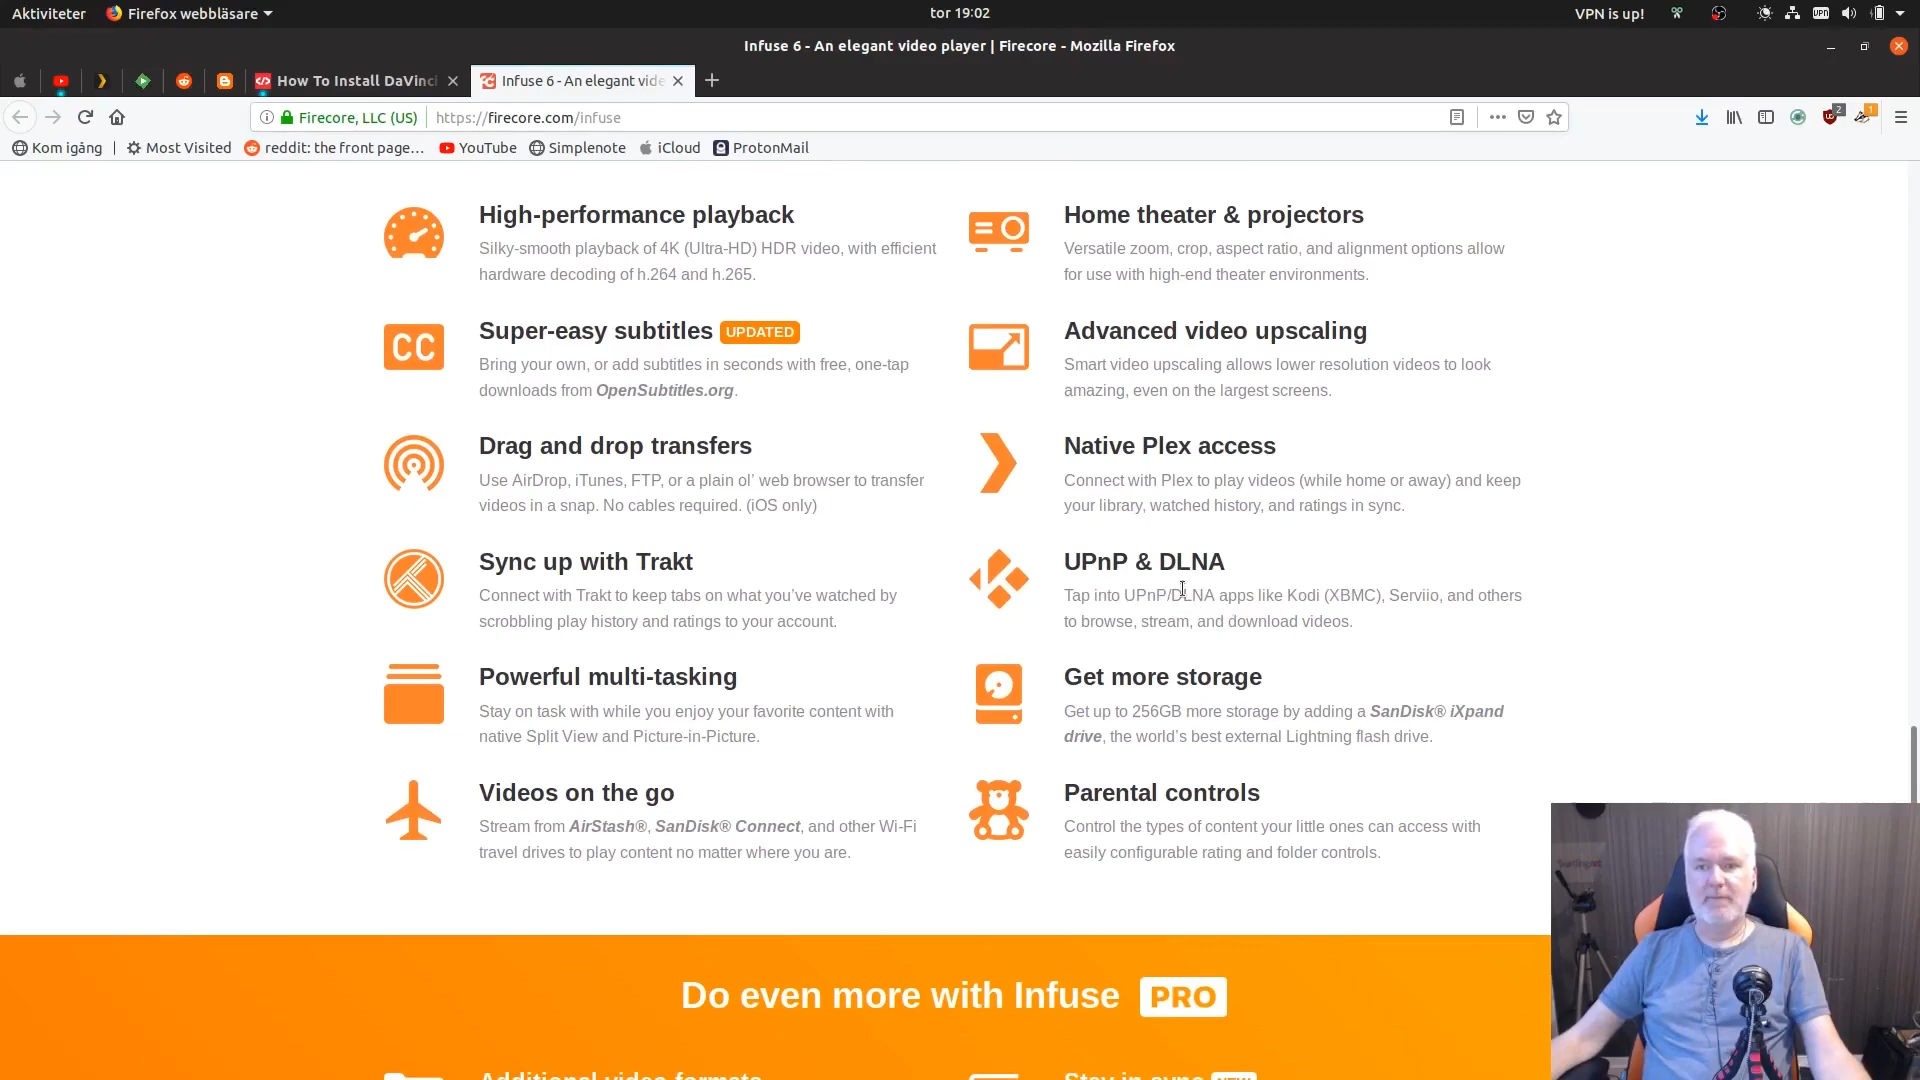 Aktiviteter Firefox webbläsare tor 19:02 VPN is up! VPN
Infuse 6 - An elegant video player | Firecore - Mozilla Firefox
How To Install DaVinci Infuse 6 - An elegant vide
Firecore, LLC (US) https://firecore.com/infuse 2 1
Kom igång | Most Visited reddit: the front page... YouTube Simplenote iCloud ProtonMail
High-performance playback
Silky-smooth playback of 4K (Ultra-HD) HDR video, with efficient
hardware decoding of h.264 and h.265.
Home theater & projectors
Versatile zoom, crop, aspect ratio, and alignment options allow
for use with high-end theater environments.
CC
Super-easy subtitles UPDATED
Bring your own, or add subtitles in seconds with free, one-tap
downloads from OpenSubtitles.org.
Advanced video upscaling
Smart video upscaling allows lower resolution videos to look
amazing, even on the largest screens.
Drag and drop transfers
Use AirDrop, iTunes, FTP, or a plain ol’ web browser to transfer
videos in a snap. No cables required. (iOS only)
Native Plex access
Connect with Plex to play videos (while home or away) and keep
your library, watched history, and ratings in sync.
Sync up with Trakt
Connect with Trakt to keep tabs on what you’ve watched by
scrobbling play history and ratings to your account.
UPnP & DLNA
Tap into UPnP/DLNA apps like Kodi (XBMC), Serviio, and others
to browse, stream, and download videos.
Powerful multi-tasking
Stay on task with while you enjoy your favorite content with
native Split View and Picture-in-Picture.
Get more storage
Get up to 256GB more storage by adding a SanDisk® iXpand
drive, the world’s best external Lightning flash drive.
Videos on the go
Stream from AirStash®, SanDisk® Connect, and other Wi-Fi
travel drives to play content no matter where you are.
Parental controls
Control the types of content your little ones can access with
easily configurable rating and folder controls.
Do even more with Infuse PRO
Additional video formats
Stay in sync